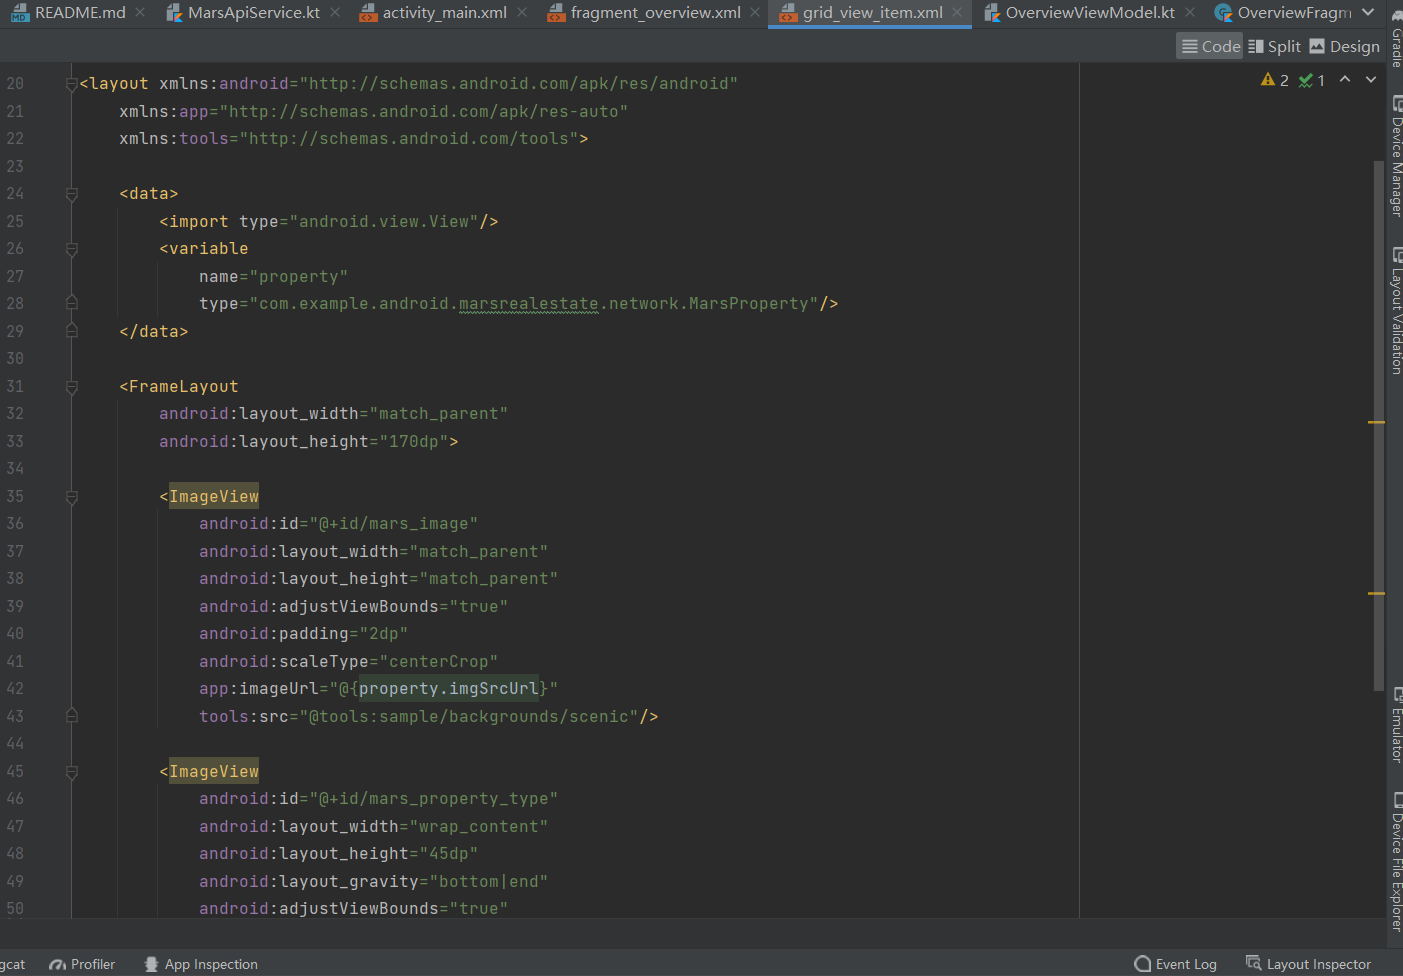 README.md MarsApiService.kt activity_main.xml fragment_overview.xml grid_view_item.xml OverviewViewModel.kt OverviewFragm
Code Split Design
2 1
20 <layout xmlns:android="http://schemas.android.com/apk/res/android"
21 xmlns:app="http://schemas.android.com/apk/res-auto"
22 xmlns:tools="http://schemas.android.com/tools">
23
24 <data>
25 <import type="android.view.View"/>
26 <variable
27 name="property"
28 type="com.example.android.marsrealestate.network.MarsProperty"/>
29 </data>
30
31 <FrameLayout
32 android:layout_width="match_parent"
33 android:layout_height="170dp">
34
35 <ImageView
36 android:id="@+id/mars_image"
37 android:layout_width="match_parent"
38 android:layout_height="match_parent"
39 android:adjustViewBounds="true"
40 android:padding="2dp"
41 android:scaleType="centerCrop"
42 app:imageUrl="@{property.imgSrcUrl}"
43 tools:src="@tools:sample/backgrounds/scenic"/>
44
45 <ImageView
46 android:id="@+id/mars_property_type"
47 android:layout_width="wrap_content"
48 android:layout_height="45dp"
49 android:layout_gravity="bottom|end"
50 android:adjustViewBounds="true"
Gradle
Device Manager
Layout Validation
Emulator
Device File Explorer
gcat Profiler App Inspection Event Log Layout Inspector